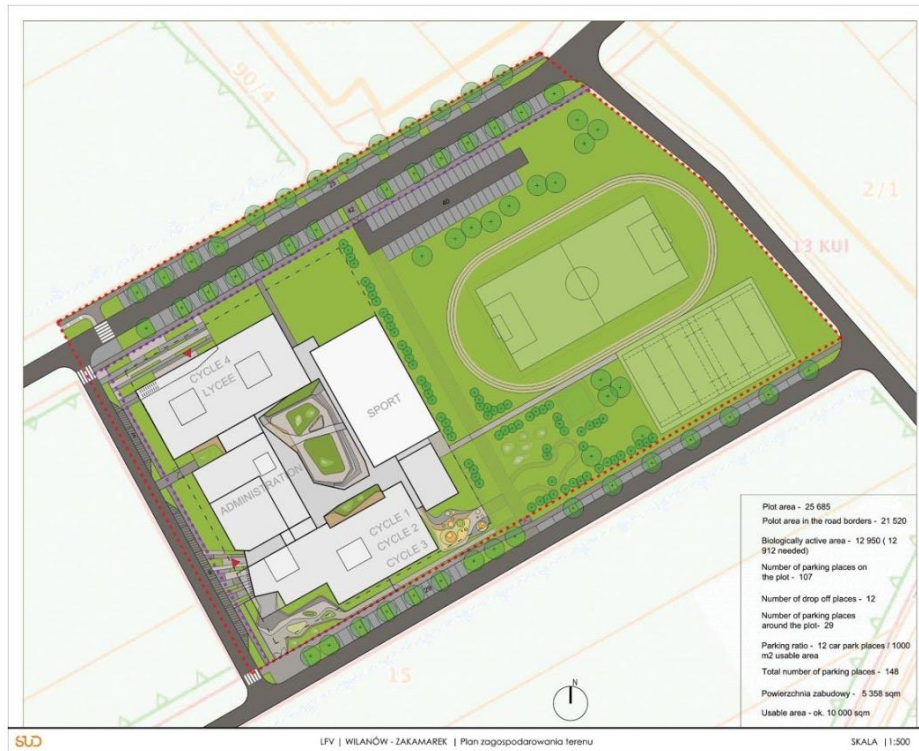 90/4
2/1
13 KUI
25
42
40
CYCLE 4
LYCEE
SPORT
ADMINISTRATION
CYCLE 1
CYCLE 2
CYCLE 3
29
15
N
Plot area - 25 685
Polot area in the road borders - 21 520
Biologically active area - 12 950 ( 12
912 needed)
Number of parking places on
the plot - 107
Number of drop off places - 12
Number of parking places
around the plot- 29
Parking ratio - 12 car park places / 1000
m2 usable area
Total number of parking places - 148
Powierzchnia zabudowy - 5 358 sqm
Usable area - ok. 10 000 sqm
SUD
LFV | WILANÓW - ZAKAMAREK | Plan zagospodarowania terenu
SKALA | 1:500